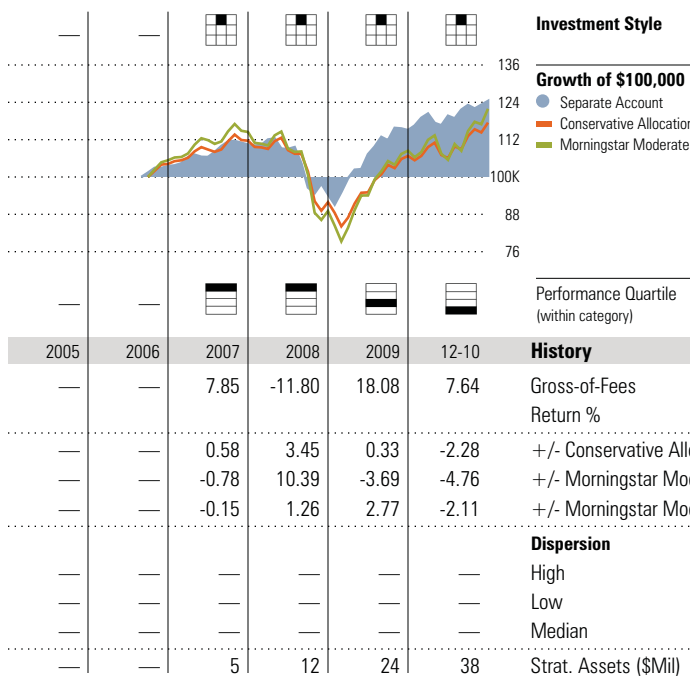 — — Investment Style
136
Growth of $100,000
124
Separate Account
Conservative Allocation
112
Morningstar Moderate
100K
88
76
— — Performance Quartile
(within category)
2005 2006 2007 2008 2009 12-10 History
— — 7.85 -11.80 18.08 7.64 Gross-of-Fees
Return %
— — 0.58 3.45 0.33 -2.28 +/- Conservative
— — -0.78 10.39 -3.69 -4.76 +/- Morningstar
— — -0.15 1.26 2.77 -2.11 +/- Morningstar
Dispersion
— — — — — — High
— — — — — — Low
— — — — — — Median
— — 5 12 24 38 Strat. Assets ($Mil)